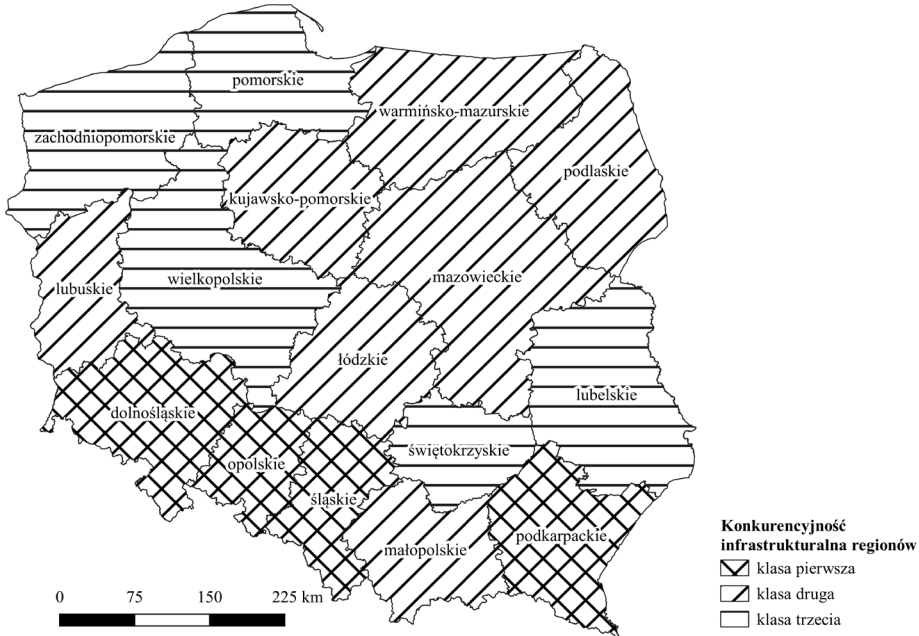 pomorskie
warmińsko-mazurskie
zachodniopomorskie
podlaskie
kujawsko-pomorskie
wielkopolskie
mazowieckie
lubuskie
łódzkie
lubelskie
dolnośląskie
świętokrzyskie
opolskie
śląskie
podkarpackie
małopolskie
Konkurencyjność
infrastrukturalna regionów
klasa pierwsza
klasa druga
klasa trzecia
0 75 150 225 km